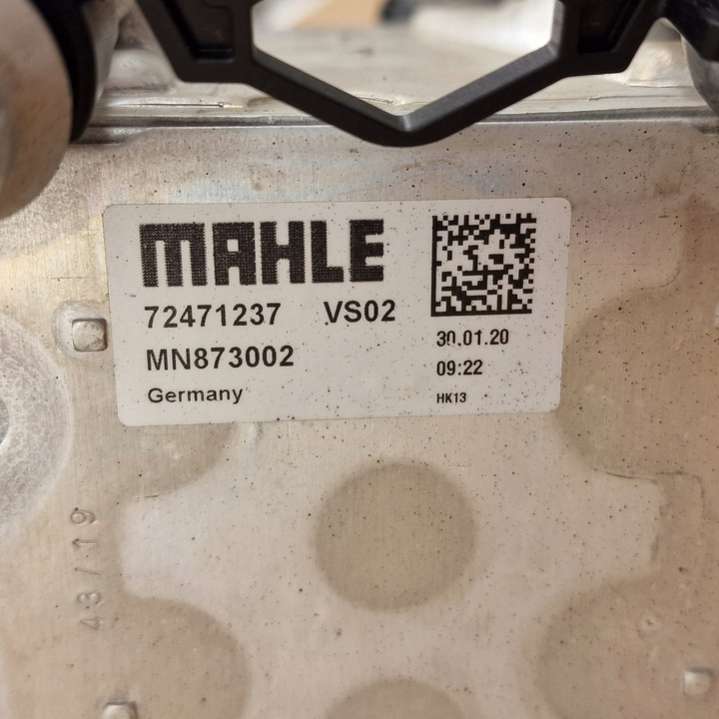 MAHLE
72471237 VS02
MN873002
Germany
30.01.20
09:22
HK13
43/19